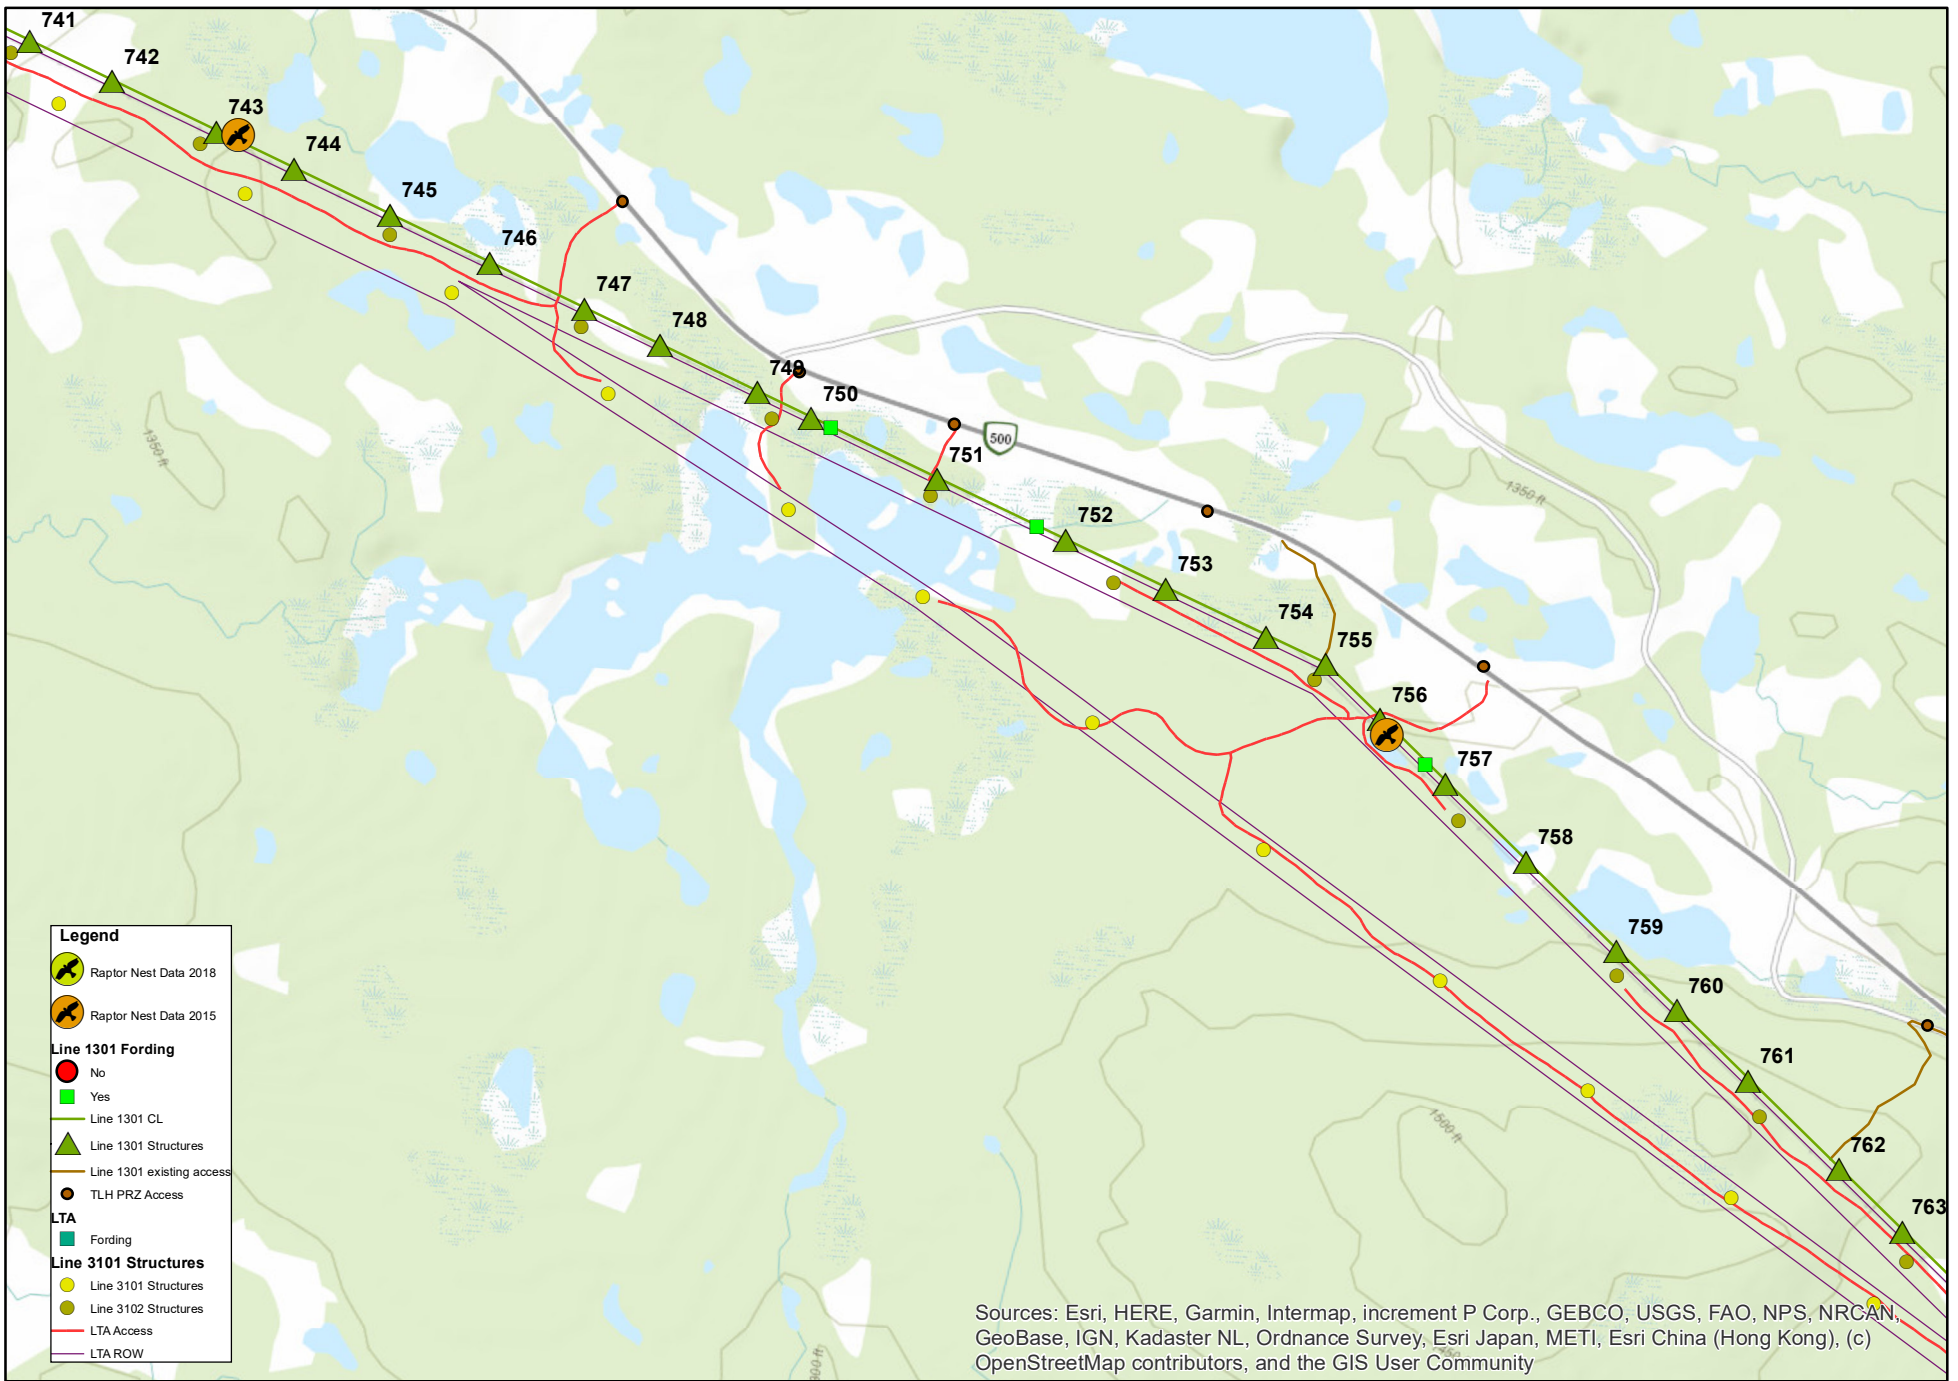 741
742
743
744
745
746
747
748
749
750
500
751
752
753
754
755
756
757
758
759
760
761
762
763
1350 ft
1350 ft
1500 ft
Legend
Raptor Nest Data 2018
Raptor Nest Data 2015
Line 1301 Fording
No
Yes
Line 1301 CL
Line 1301 Structures
Line 1301 existing access
TLH PRZ Access
LTA
Fording
Line 3101 Structures
Line 3101 Structures
Line 3102 Structures
LTA Access
LTA ROW
Sources: Esri, HERE, Garmin, Intermap, increment P Corp., GEBCO, USGS, FAO, NPS, NRCAN,
GeoBase, IGN, Kadaster NL, Ordnance Survey, Esri Japan, METI, Esri China (Hong Kong), (c)
OpenStreetMap contributors, and the GIS User Community